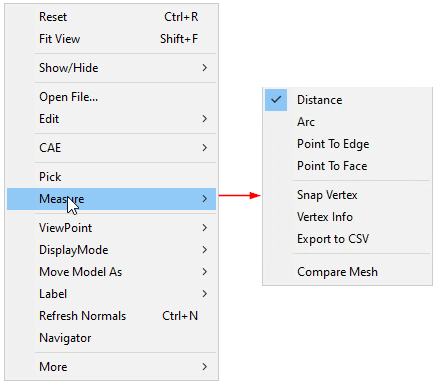 Reset Ctrl+R
Fit View Shift+F
Show/Hide
Open File...
Edit
CAE
Pick
Measure
ViewPoint
DisplayMode
Move Model As
Label
Refresh Normals Ctrl+N
Navigator
More
Distance
Arc
Point To Edge
Point To Face
Snap Vertex
Vertex Info
Export to CSV
Compare Mesh